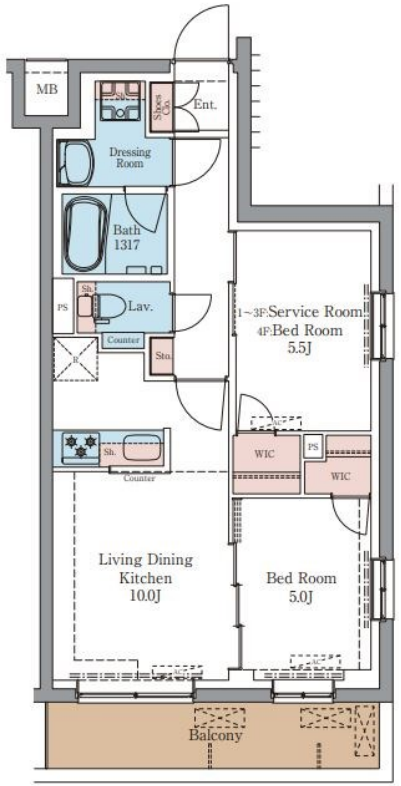 MB
Sh.
Shoes
Clo.
Ent.
Dressing
Room
Bath
1317
PS
Sh.
Lav.
Counter
Sto.
R
1~3F:Service Room
4F:Bed Room
5.5J
AC
WIC
PS
WIC
Sh.
Counter
Living Dining
Kitchen
10.0J
Bed Room
5.0J
AC
AC
Balcony